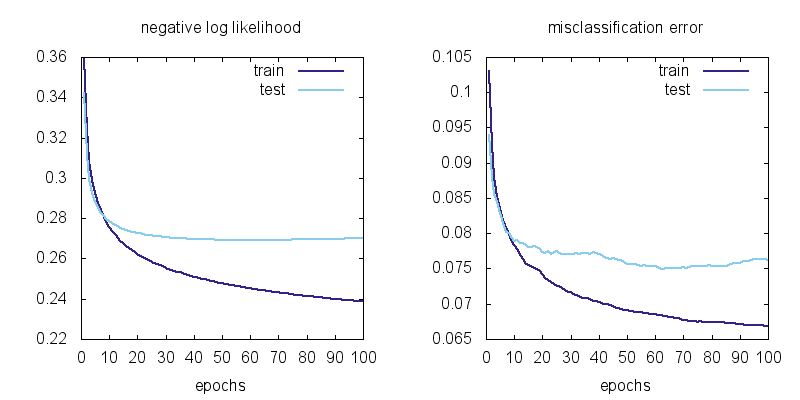 negative log likelihood
0.36
0.34
0.32
0.3
0.28
0.26
0.24
0.22
0 10 20 30 40 50 60 70 80 90 100
epochs
train
test
misclassification error
0.105
0.1
0.095
0.09
0.085
0.08
0.075
0.07
0.065
0 10 20 30 40 50 60 70 80 90 100
epochs
train
test